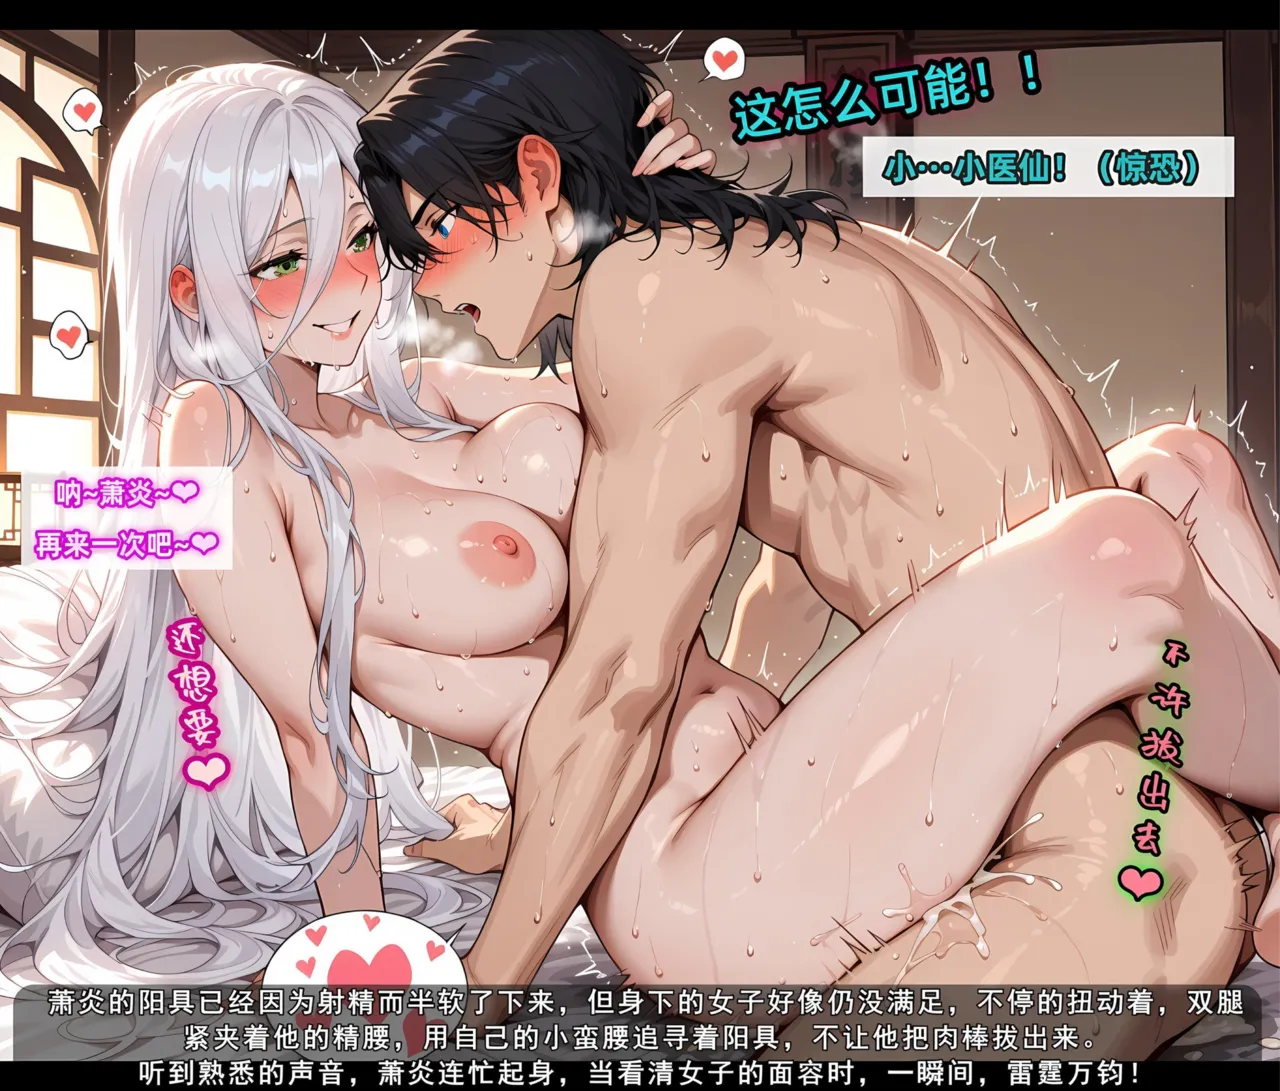 这怎么可能！！
小…小医仙！（惊恐）
呐~萧炎~❤
再来一次吧~❤
还想要❤
不许拔出去❤
萧炎的阳具已经因为射精而半软了下来，但身下的女子好像仍没满足，不停的扭动着，双腿
紧夹着他的精腰，用自己的小蛮腰追寻着阳具，不让他把肉棒拔出来。
听到熟悉的声音，萧炎连忙起身，当看清女子的面容时，一瞬间，雷霆万钧！